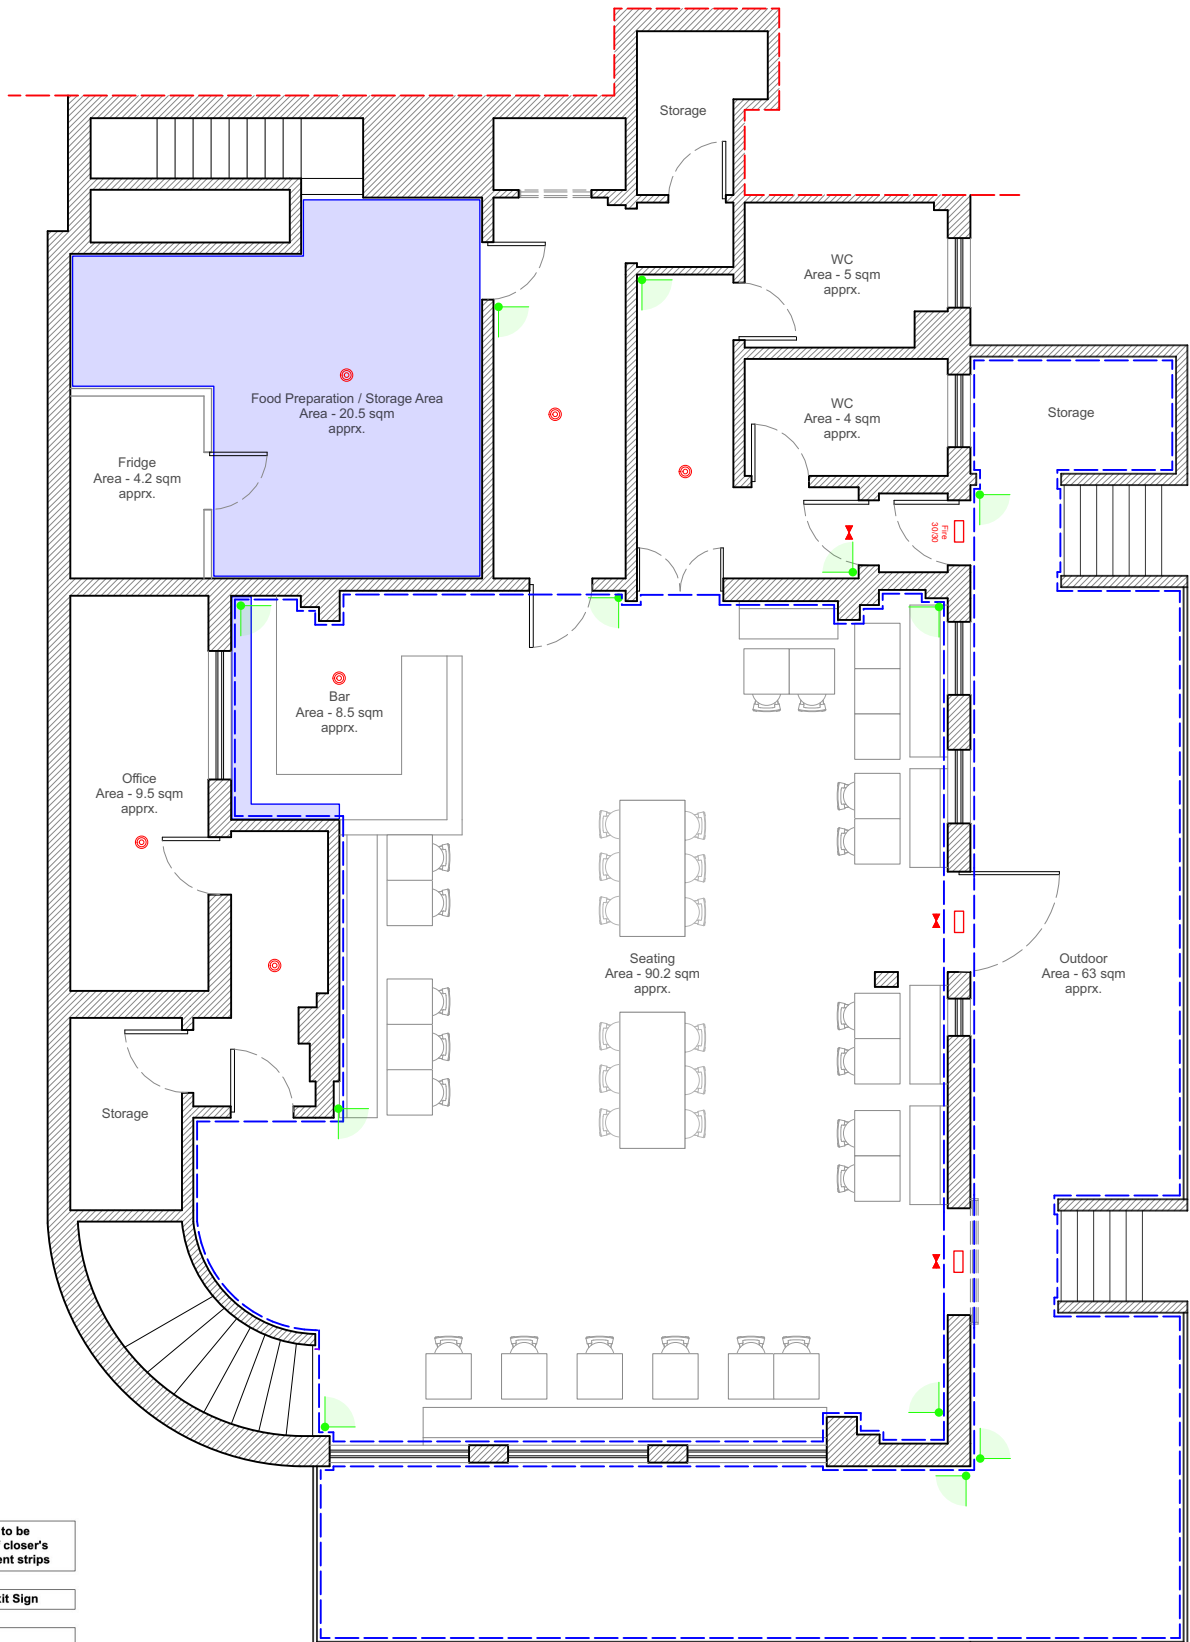 Storage
WC
Area - 5 sqm
apprx.
Food Preparation / Storage Area
Area - 20.5 sqm
apprx.
WC
Area - 4 sqm
apprx.
Storage
Fridge
Area - 4.2 sqm
apprx.
Fire
30/30
Bar
Area - 8.5 sqm
apprx.
Office
Area - 9.5 sqm
apprx.
Seating
Area - 90.2 sqm
apprx.
Outdoor
Area - 63 sqm
apprx.
Storage
to be
closer's
ent strips
it Sign